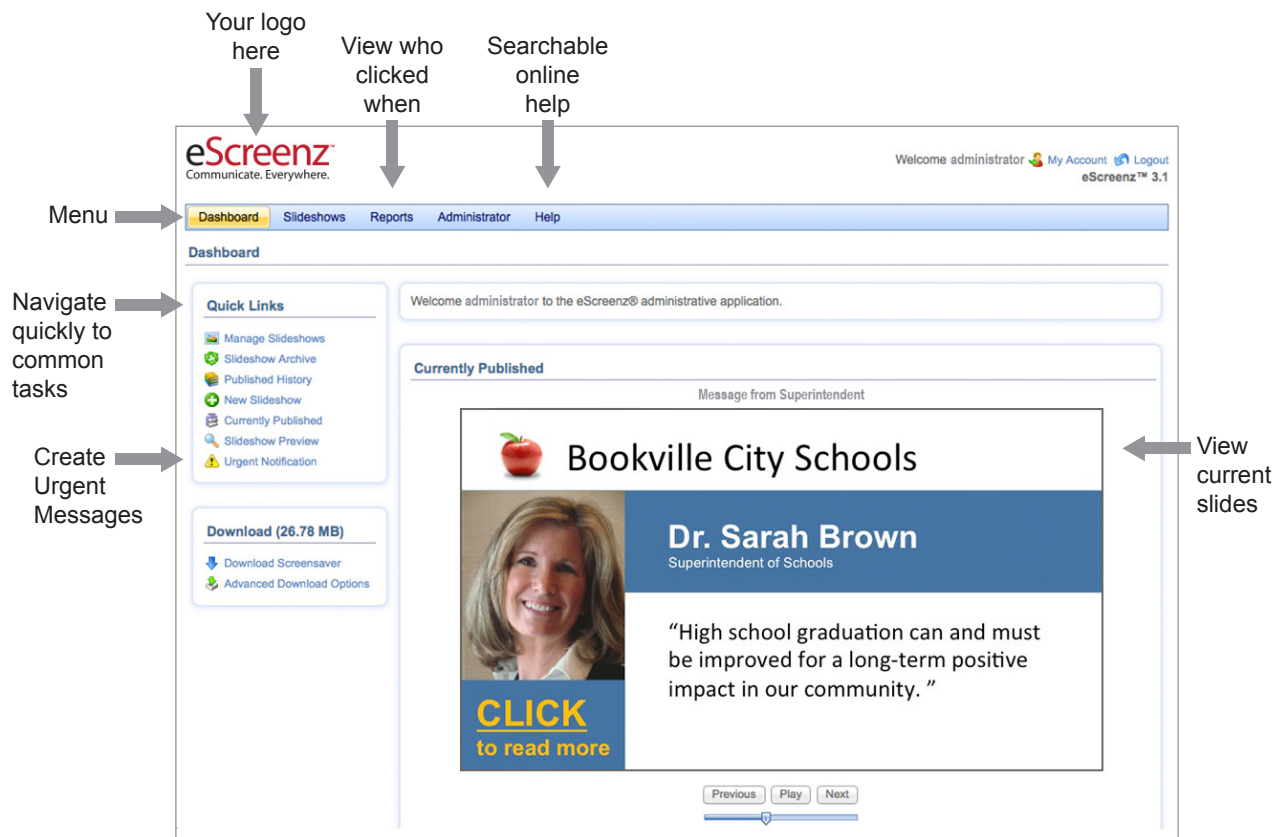 Your logo
here
View who
clicked
when
Searchable
online
help
eScreenz™
Communicate. Everywhere.
Welcome administrator My Account Logout
eScreenz™ 3.1
Menu
Dashboard Slideshows Reports Administrator Help
Dashboard
Navigate
quickly to
common
tasks
Quick Links
Manage Slideshows
Slideshow Archive
Published History
New Slideshow
Currently Published
Slideshow Preview
Urgent Notification
Create
Urgent
Messages
Download (26.78 MB)
Download Screensaver
Advanced Download Options
Welcome administrator to the eScreenz® administrative application.
Currently Published
Message from Superintendent
Bookville City Schools
Dr. Sarah Brown
Superintendent of Schools
“High school graduation can and must
be improved for a long-term positive
impact in our community. ”
CLICK
to read more
Previous Play Next
View
current
slides